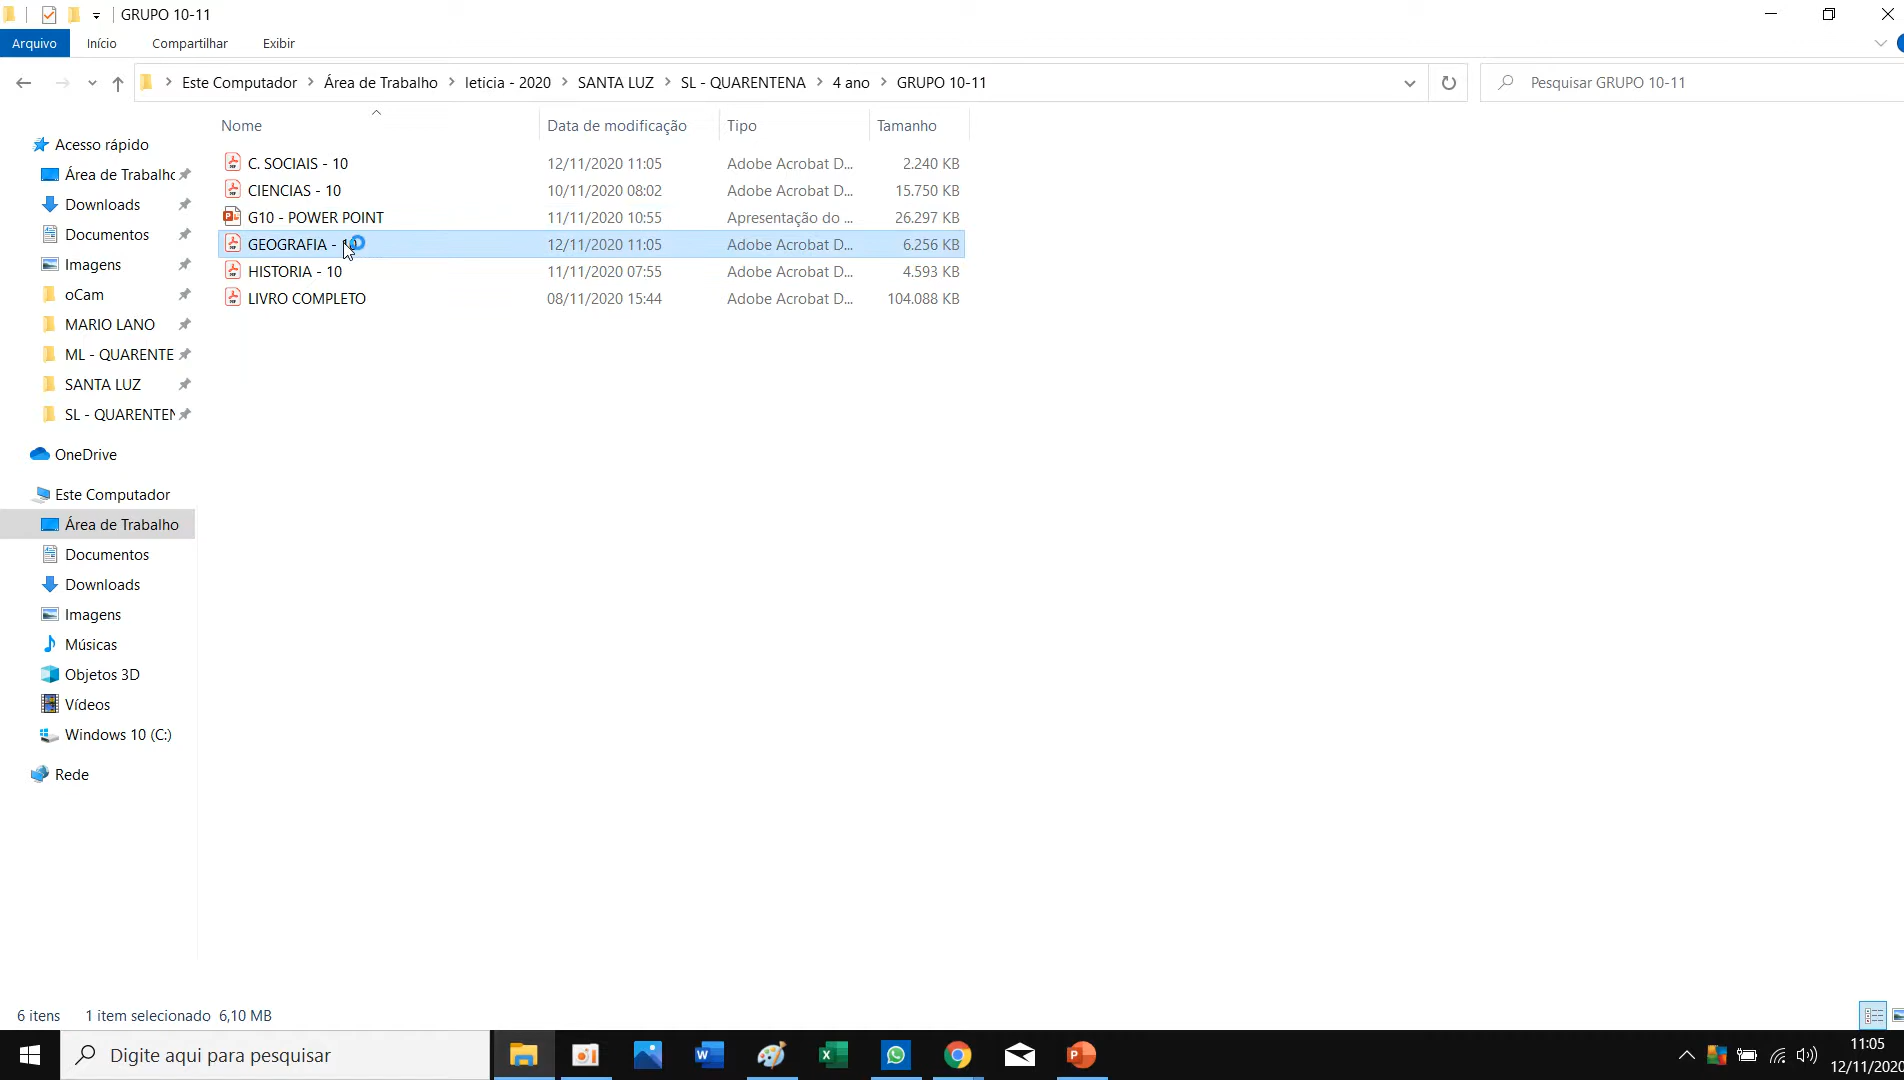 GRUPO 10-11
Arquivo Início Compartilhar Exibir
Este Computador Área de Trabalho leticia - 2020 SANTA LUZ SL - QUARENTENA 4 ano GRUPO 10-11
Pesquisar GRUPO 10-11
Nome Data de modificação Tipo Tamanho
C. SOCIAIS - 10 12/11/2020 11:05 Adobe Acrobat D... 2.240 KB
CIENCIAS - 10 10/11/2020 08:02 Adobe Acrobat D... 15.750 KB
G10 - POWER POINT 11/11/2020 10:55 Apresentação do ... 26.297 KB
GEOGRAFIA - 12/11/2020 11:05 Adobe Acrobat D... 6.256 KB
HISTORIA - 10 11/11/2020 07:55 Adobe Acrobat D... 4.593 KB
LIVRO COMPLETO 08/11/2020 15:44 Adobe Acrobat D... 104.088 KB
Acesso rápido
Área de Trabalho
Downloads
Documentos
Imagens
oCam
MARIO LANO
ML - QUARENTE
SANTA LUZ
SL - QUARENTEN
OneDrive
Este Computador
Área de Trabalho
Documentos
Downloads
Imagens
Músicas
Objetos 3D
Vídeos
Windows 10 (C:)
Rede
6 itens 1 item selecionado 6,10 MB
Digite aqui para pesquisar
11:05
12/11/2020